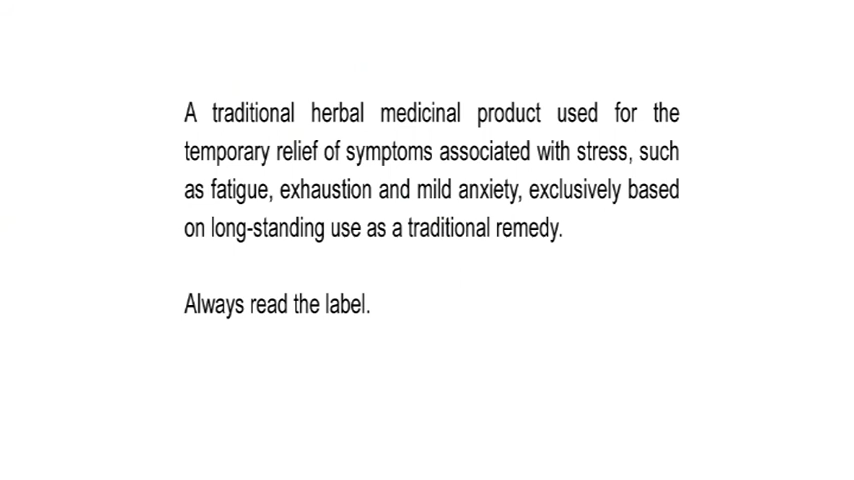 A traditional herbal medicinal product used for the
temporary relief of symptoms associated with stress, such
as fatigue, exhaustion and mild anxiety, exclusively based
on long-standing use as a traditional remedy.
Always read the label.